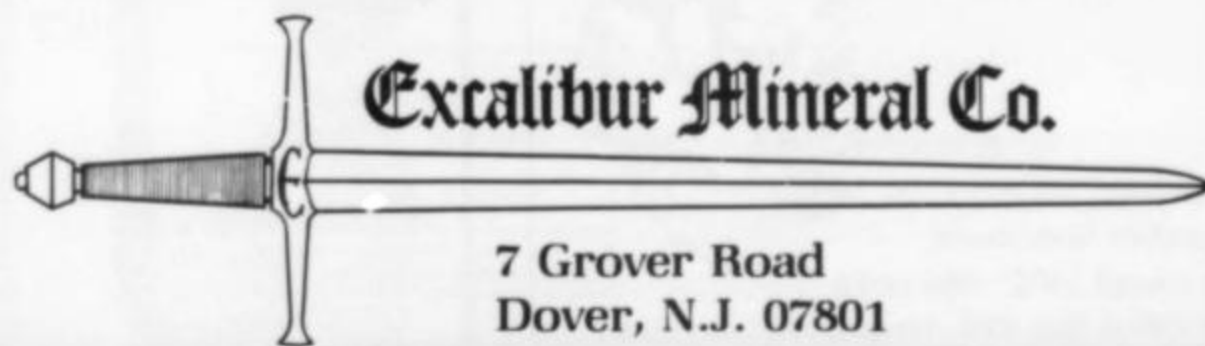 Excalibur Mineral Co.
E
7 Grover Road
Dover, N.J. 07801